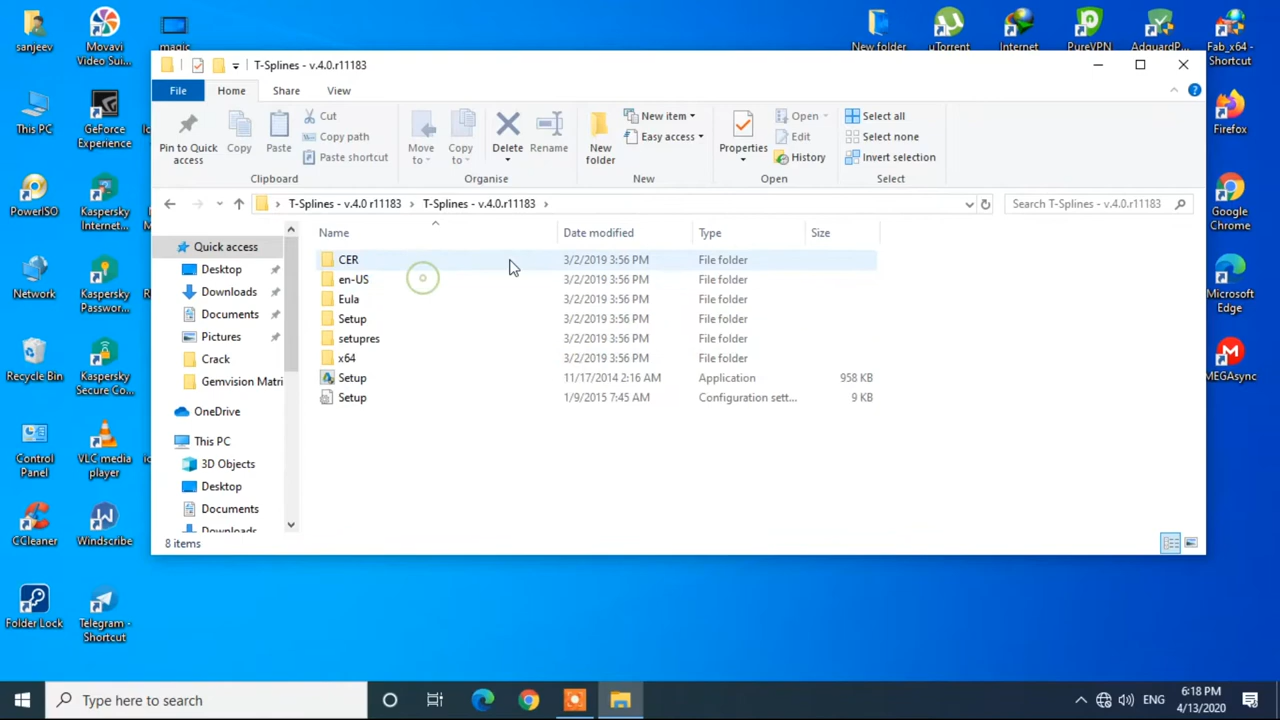 sanjeev
Movavi
Video Sui...
magic
New folder
uTorrent
Internet
PureVPN
AdguardP...
Fab_x64 -
Shortcut
T-Splines - v.4.0.r11183
File
Home
Share
View
Pin to Quick
access
Copy
Paste
Cut
Copy path
Paste shortcut
Clipboard
Move
to
Copy
to
Delete
Rename
Organise
New
folder
New item
Easy access
New
Properties
Open
Edit
History
Open
Select all
Select none
Invert selection
Select
T-Splines - v.4.0 r11183
T-Splines - v.4.0.r11183
Search T-Splines - v.4.0.r11183
Name
Date modified
Type
Size
CER 3/2/2019 3:56 PM File folder
en-US 3/2/2019 3:56 PM File folder
Eula 3/2/2019 3:56 PM File folder
Setup 3/2/2019 3:56 PM File folder
setupres 3/2/2019 3:56 PM File folder
x64 3/2/2019 3:56 PM File folder
Setup 11/17/2014 2:16 AM Application 958 KB
Setup 1/9/2015 7:45 AM Configuration sett... 9 KB
Quick access
Desktop
Downloads
Documents
Pictures
Crack
Gemvision Matri
OneDrive
This PC
3D Objects
Desktop
Documents
Downloads
8 items
This PC
GeForce
Experience
PowerISO
Kaspersky
Internet...
Network
Kaspersky
Passwor...
Recycle Bin
Kaspersky
Secure Co...
Control
Panel
VLC media
player
CCleaner
Windscribe
Folder Lock
Telegram -
Shortcut
Firefox
Google
Chrome
Microsoft
Edge
MEGAsync
Type here to search
ENG
6:18 PM
4/13/2020